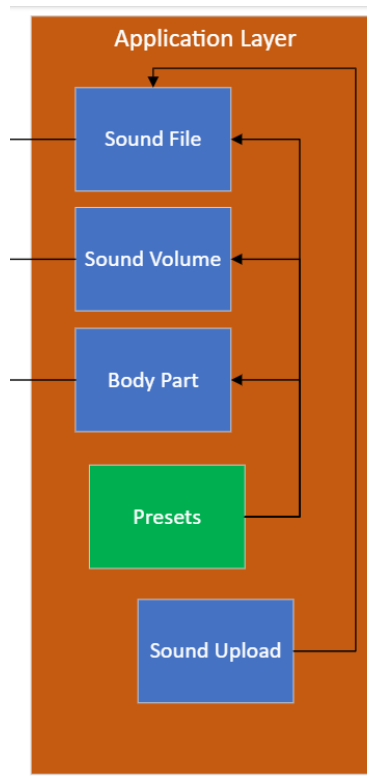 Application Layer
Sound File
Sound Volume
Body Part
Presets
Sound Upload